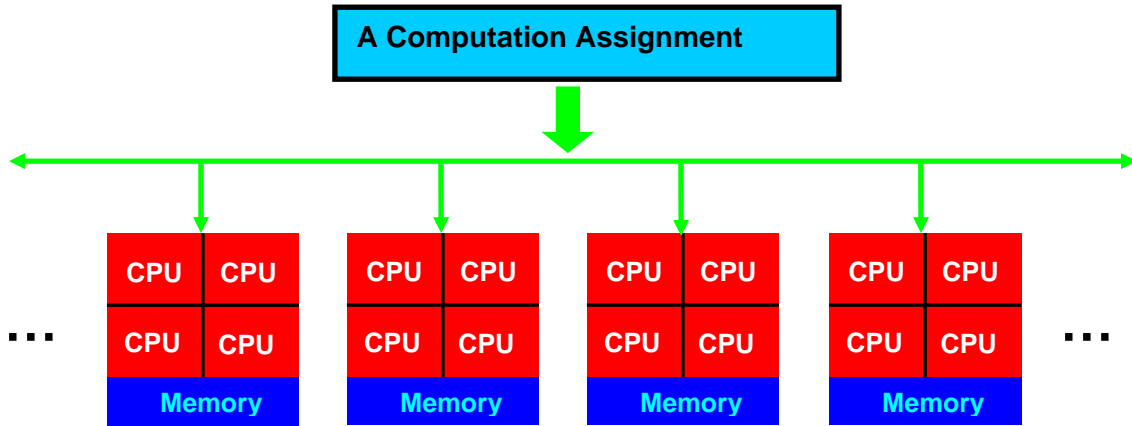 A Computation Assignment
CPU CPU CPU CPU CPU CPU CPU CPU
... CPU CPU CPU CPU CPU CPU CPU CPU ...
Memory Memory Memory Memory